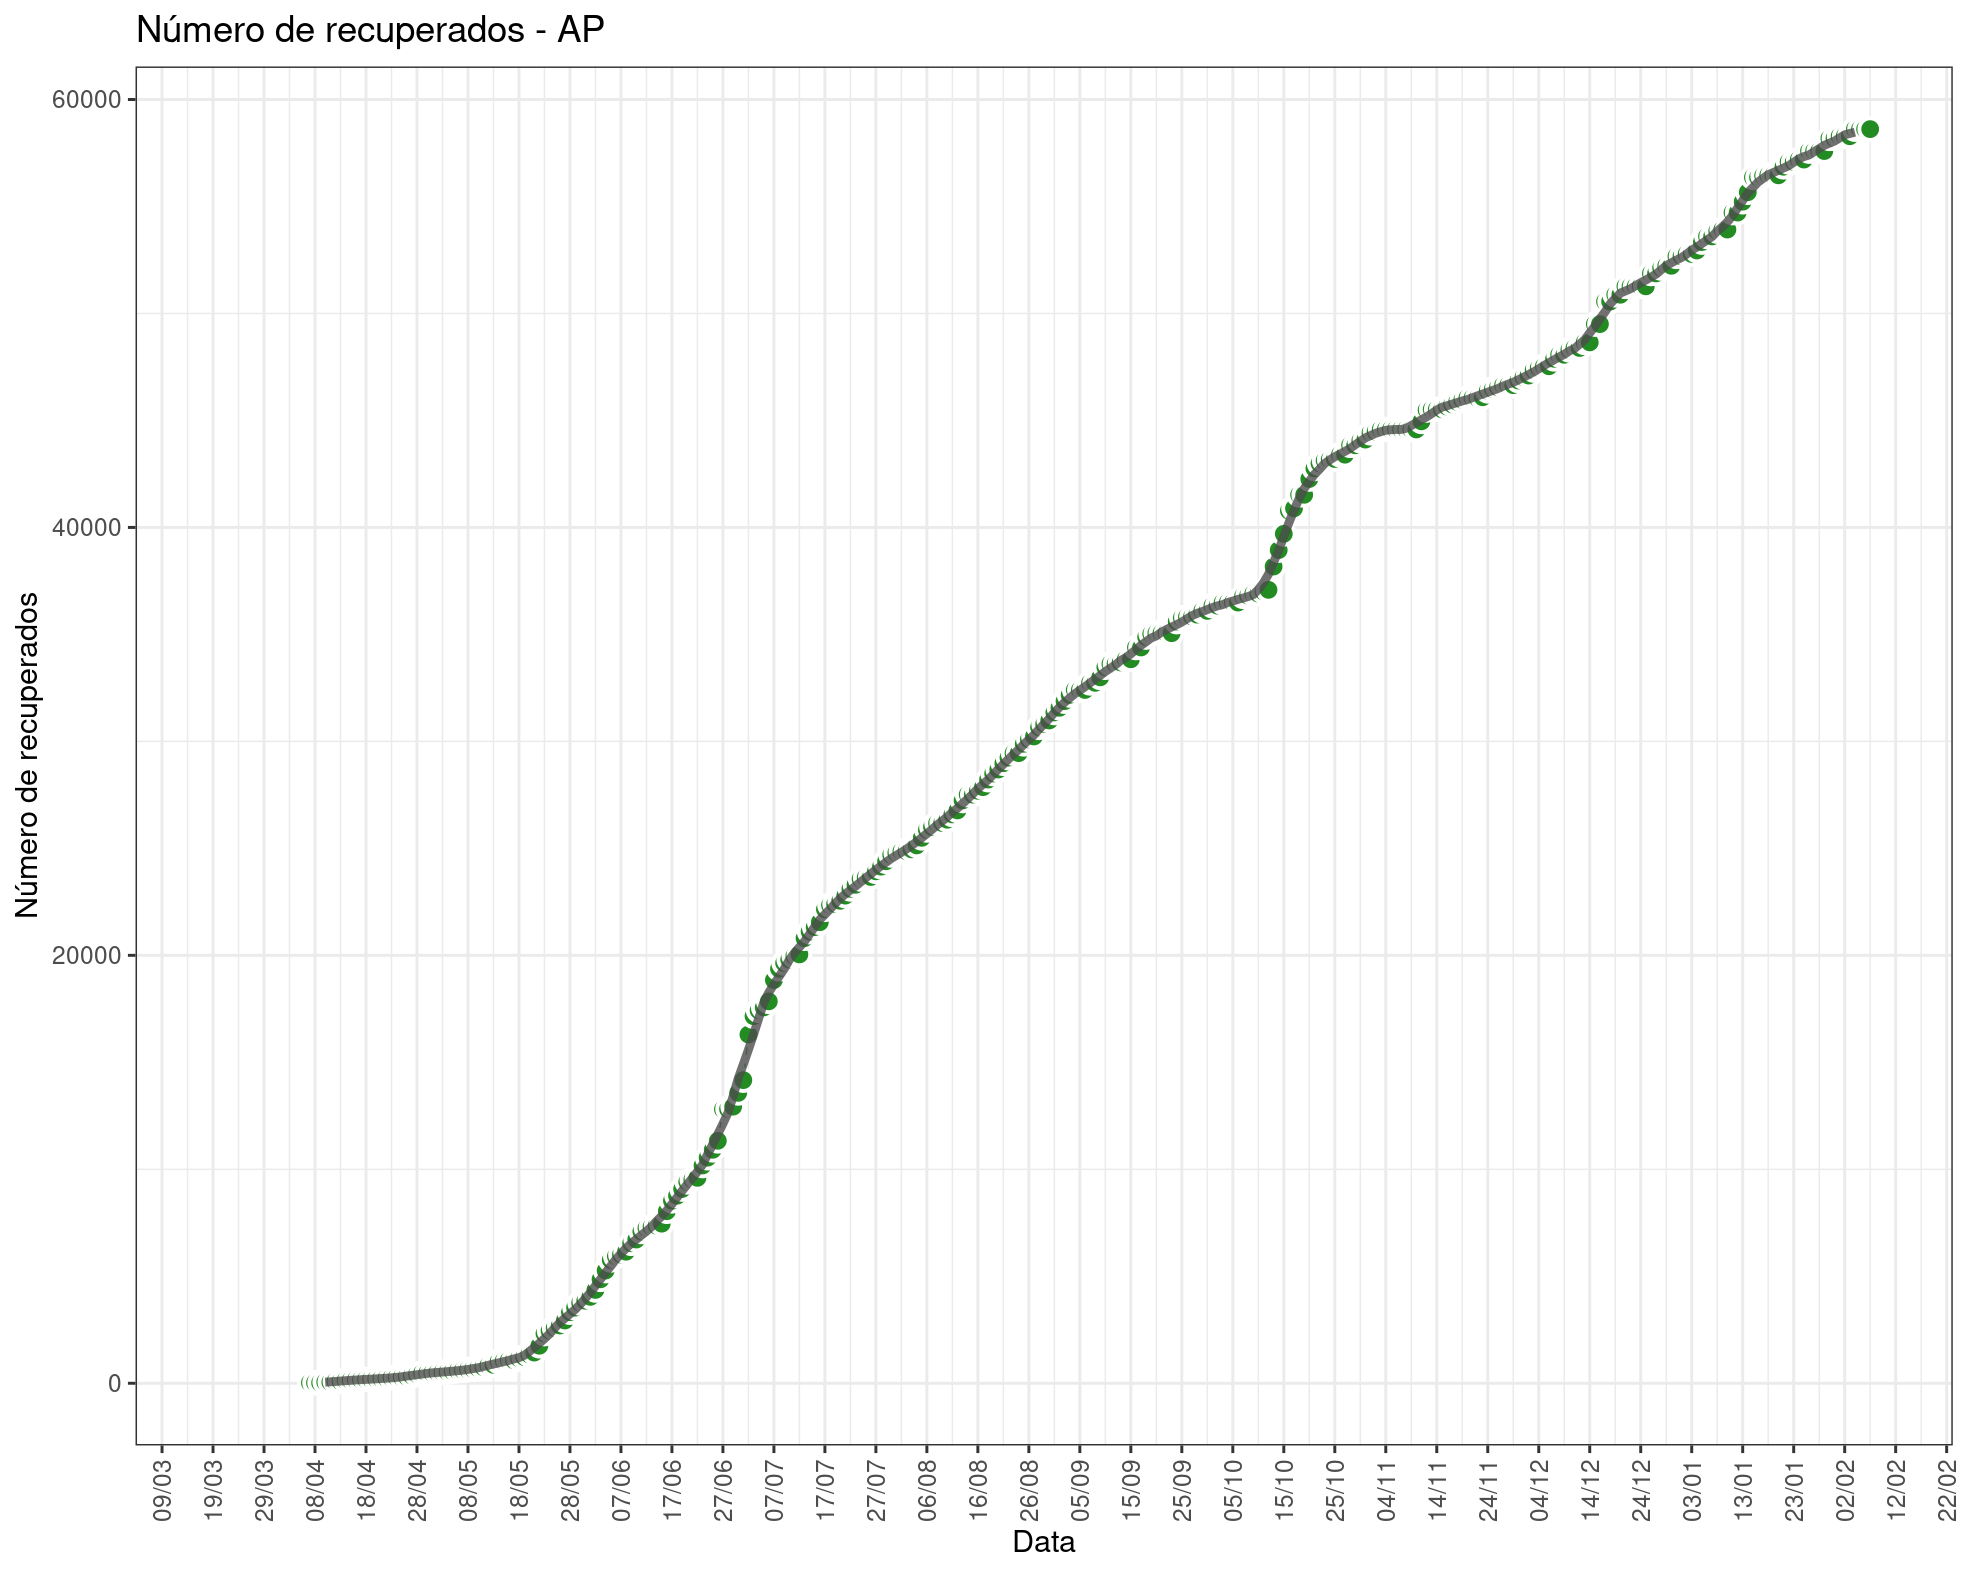 Número de recuperados - AP
Número de recuperados
60000
40000
20000
0
09/03 19/03 29/03 08/04 18/04 28/04 08/05 18/05 28/05 07/06 17/06 27/06 07/07 17/07 27/07 06/08 16/08 26/08 05/09 15/09 25/09 05/10 15/10 25/10 04/11 14/11 24/11 04/12 14/12 24/12 03/01 13/01 23/01 02/02 12/02 22/02
Data